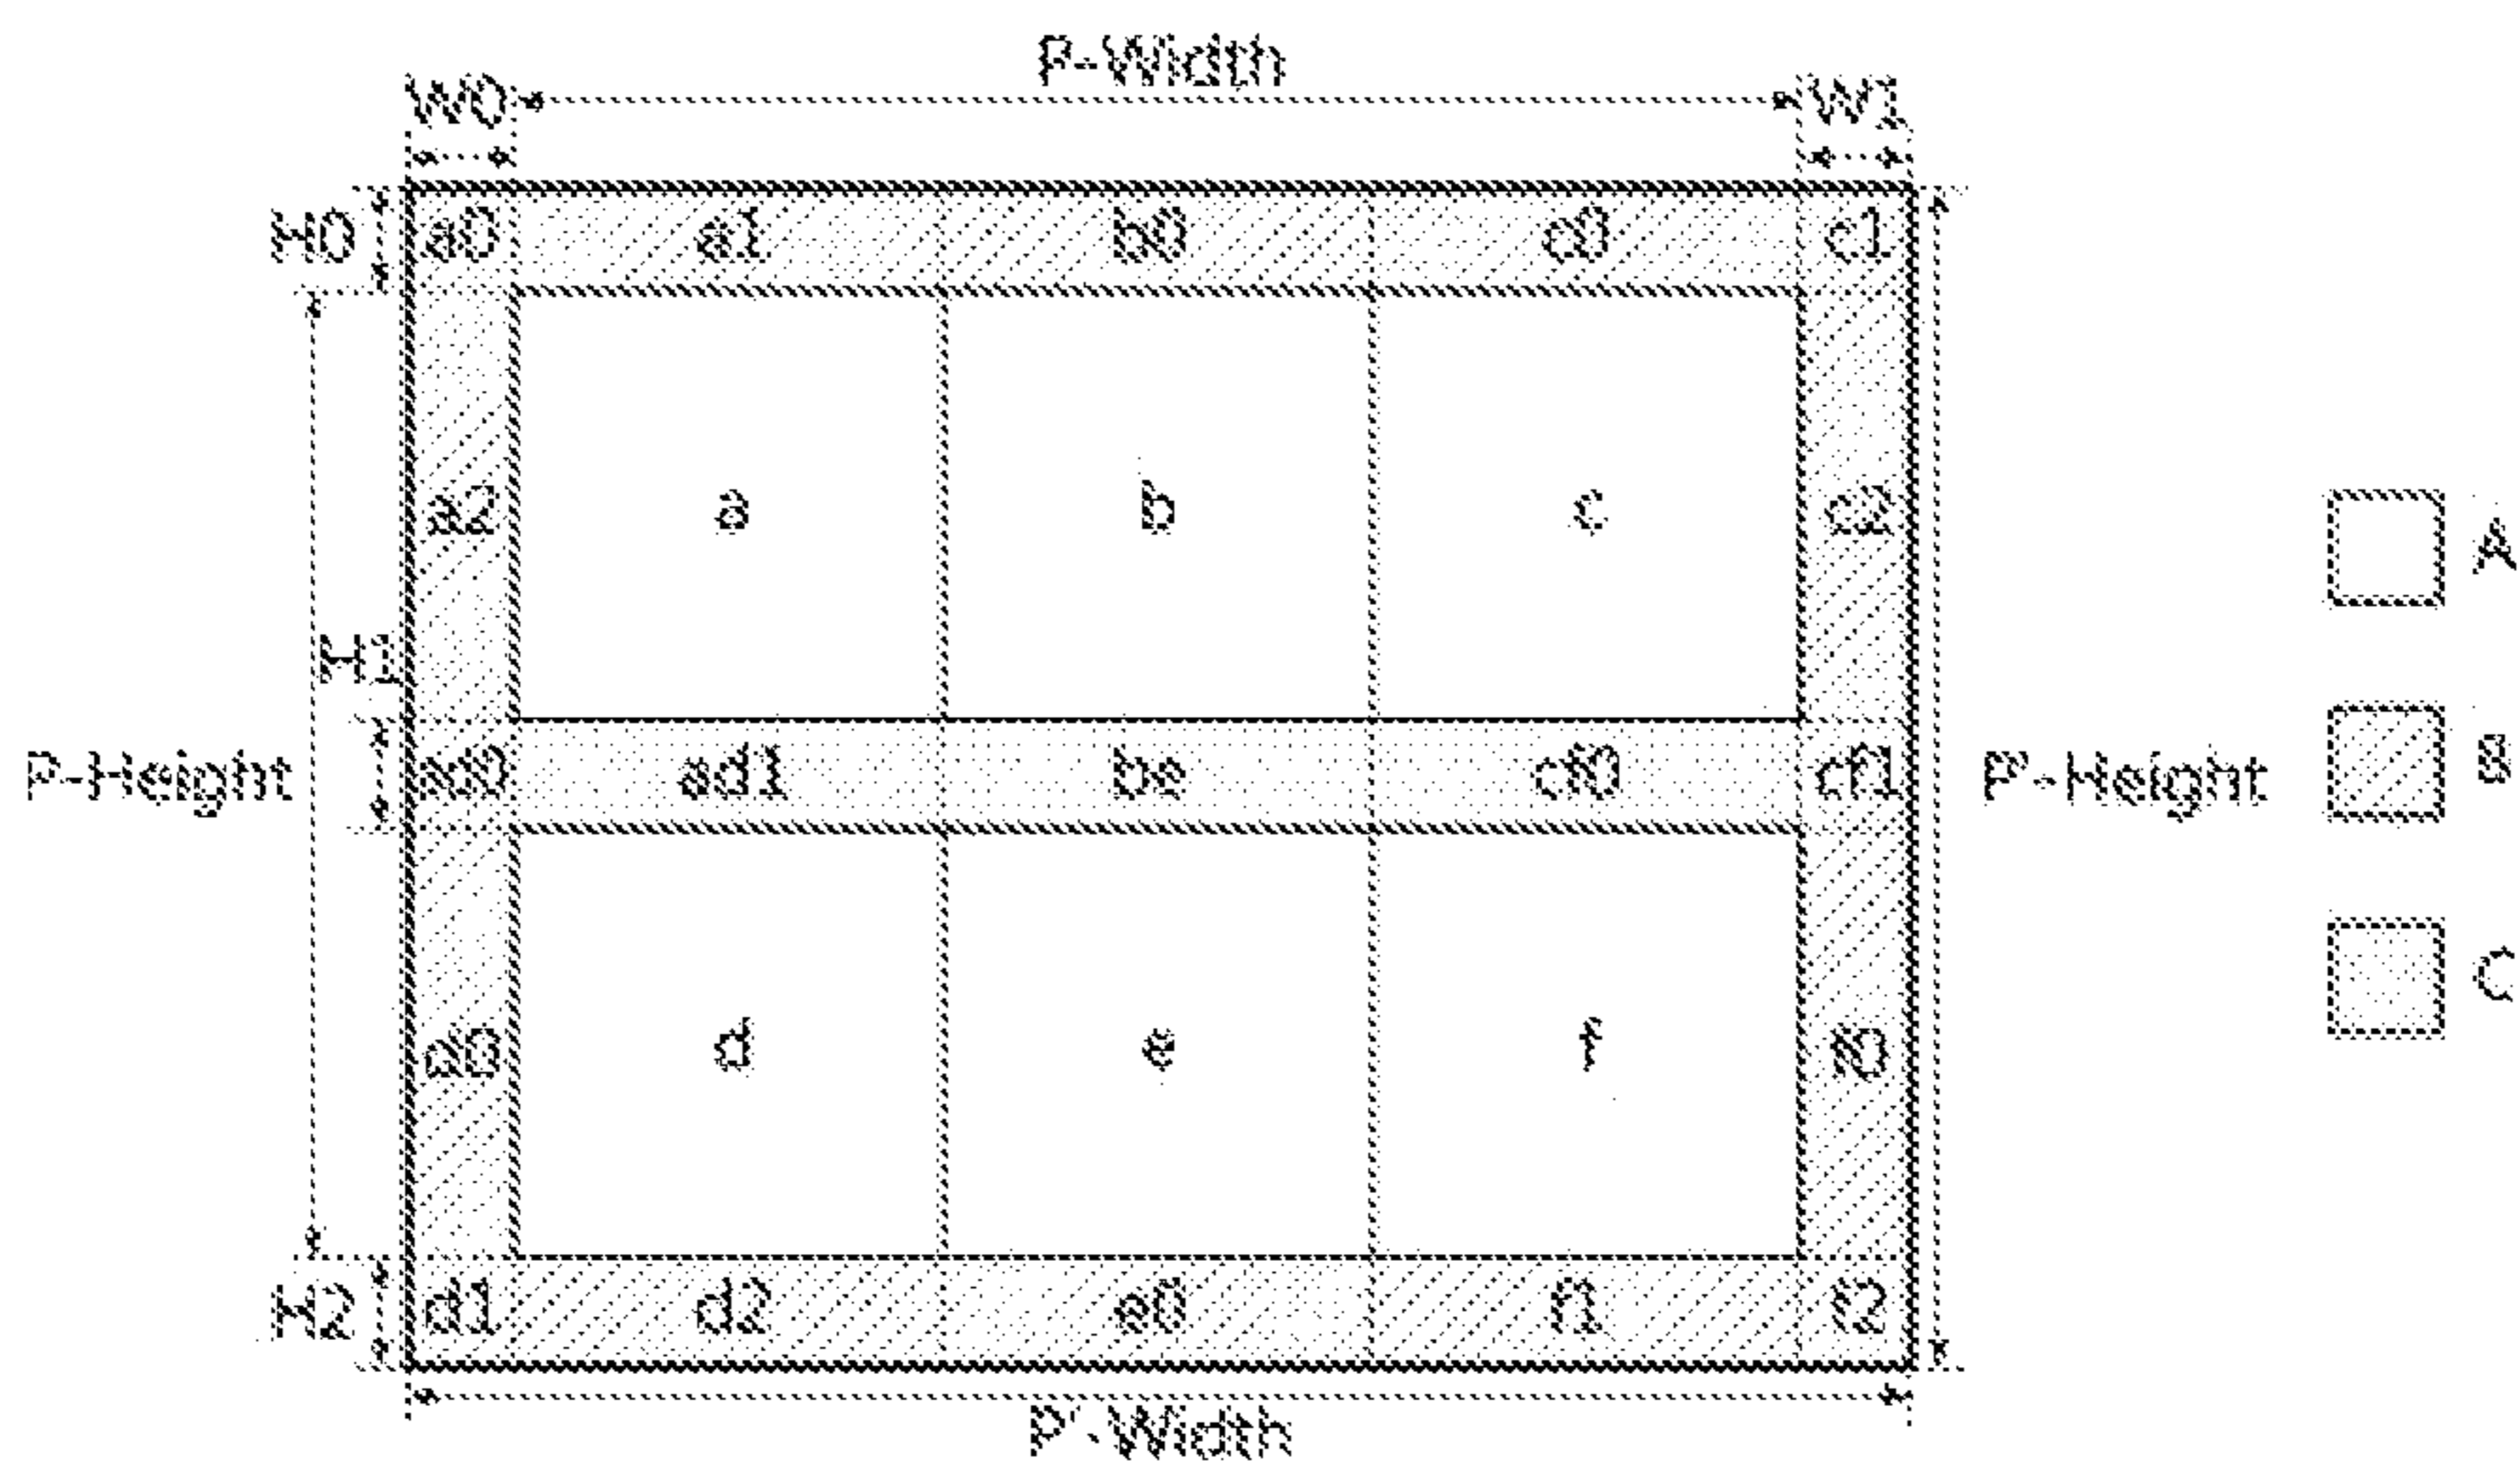 P-Width
W0 W1
H0 a0 a1 b0 c0 c1
a2 a b c c2 A
H1
P-Height ad0 ad1 be cf0 cf1 P'-Height B
d0 d e f f0 C
H2 d1 d2 e0 f1 f2
P'-Width